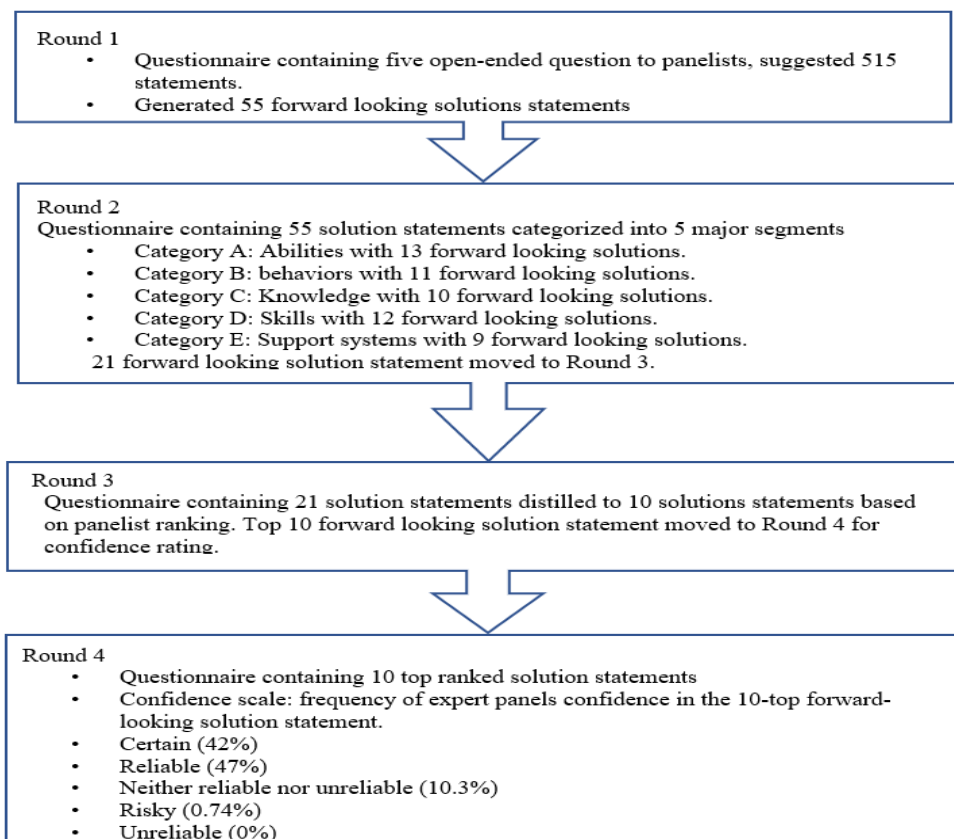 Round 1
• Questionnaire containing five open-ended question to panelists, suggested 515
statements.
• Generated 55 forward looking solutions statements
Round 2
Questionnaire containing 55 solution statements categorized into 5 major segments
• Category A: Abilities with 13 forward looking solutions.
• Category B: behaviors with 11 forward looking solutions.
• Category C: Knowledge with 10 forward looking solutions.
• Category D: Skills with 12 forward looking solutions.
• Category E: Support systems with 9 forward looking solutions.
21 forward looking solution statement moved to Round 3.
Round 3
Questionnaire containing 21 solution statements distilled to 10 solutions statements based
on panelist ranking. Top 10 forward looking solution statement moved to Round 4 for
confidence rating.
Round 4
• Questionnaire containing 10 top ranked solution statements
• Confidence scale: frequency of expert panels confidence in the 10-top forward-
looking solution statement.
• Certain (42%)
• Reliable (47%)
• Neither reliable nor unreliable (10.3%)
• Risky (0.74%)
• Unreliable (0%)